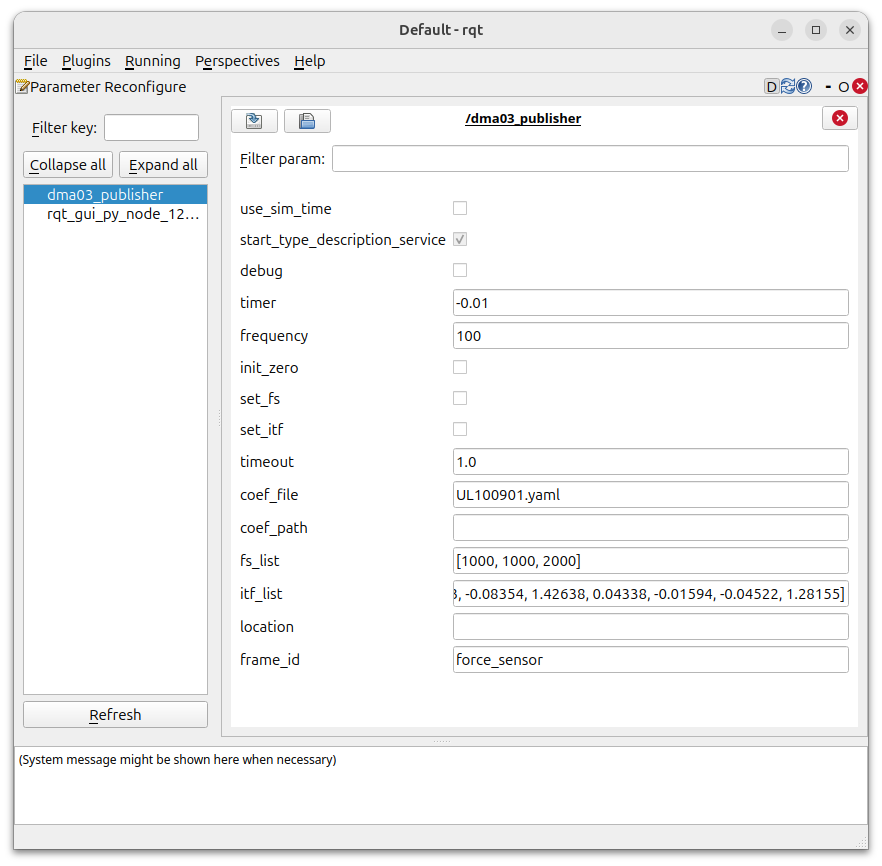 Default - rqt
File Plugins Running Perspectives Help
Parameter Reconfigure
D ? - O
Filter key:
Collapse all Expand all
dma03_publisher
rqt_gui_py_node_12...
Refresh
/dma03_publisher
Filter param:
use_sim_time
start_type_description_service
debug
timer -0.01
frequency 100
init_zero
set_fs
set_itf
timeout 1.0
coef_file UL100901.yaml
coef_path
fs_list [1000, 1000, 2000]
itf_list 3, -0.08354, 1.42638, 0.04338, -0.01594, -0.04522, 1.28155]
location
frame_id force_sensor
(System message might be shown here when necessary)